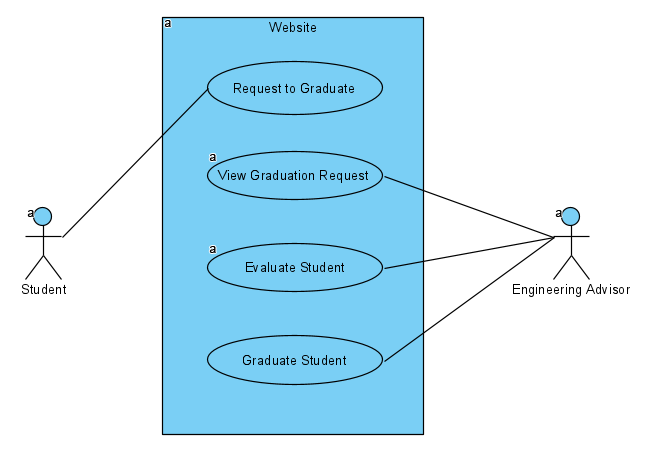 a
Website
Request to Graduate
a
View Graduation Request
a
a
a
Evaluate Student
Student
Engineering Advisor
Graduate Student